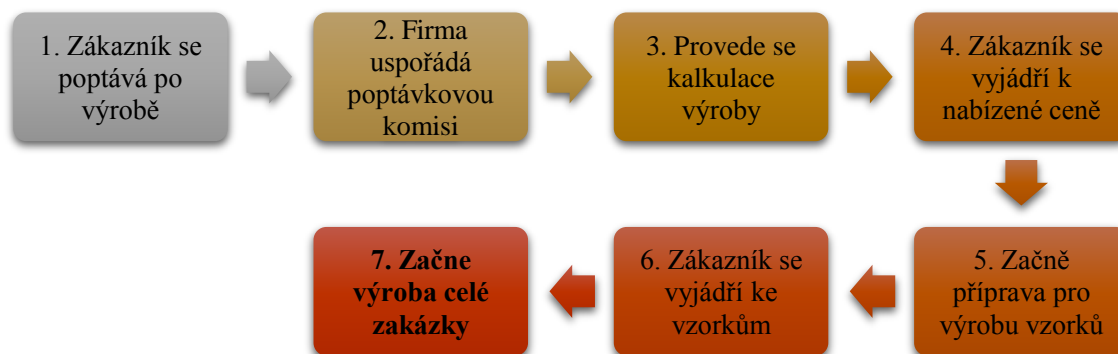 1. Zákazník se
poptává po
výrobě
2. Firma
uspořádá
poptávkovou
komisi
3. Provede se
kalkulace
výroby
4. Zákazník se
vyjádří k
nabízené ceně
5. Začně
příprava pro
výrobu vzorků
6. Zákazník se
vyjádří ke
vzorkům
7. Začne
výroba celé
zakázky